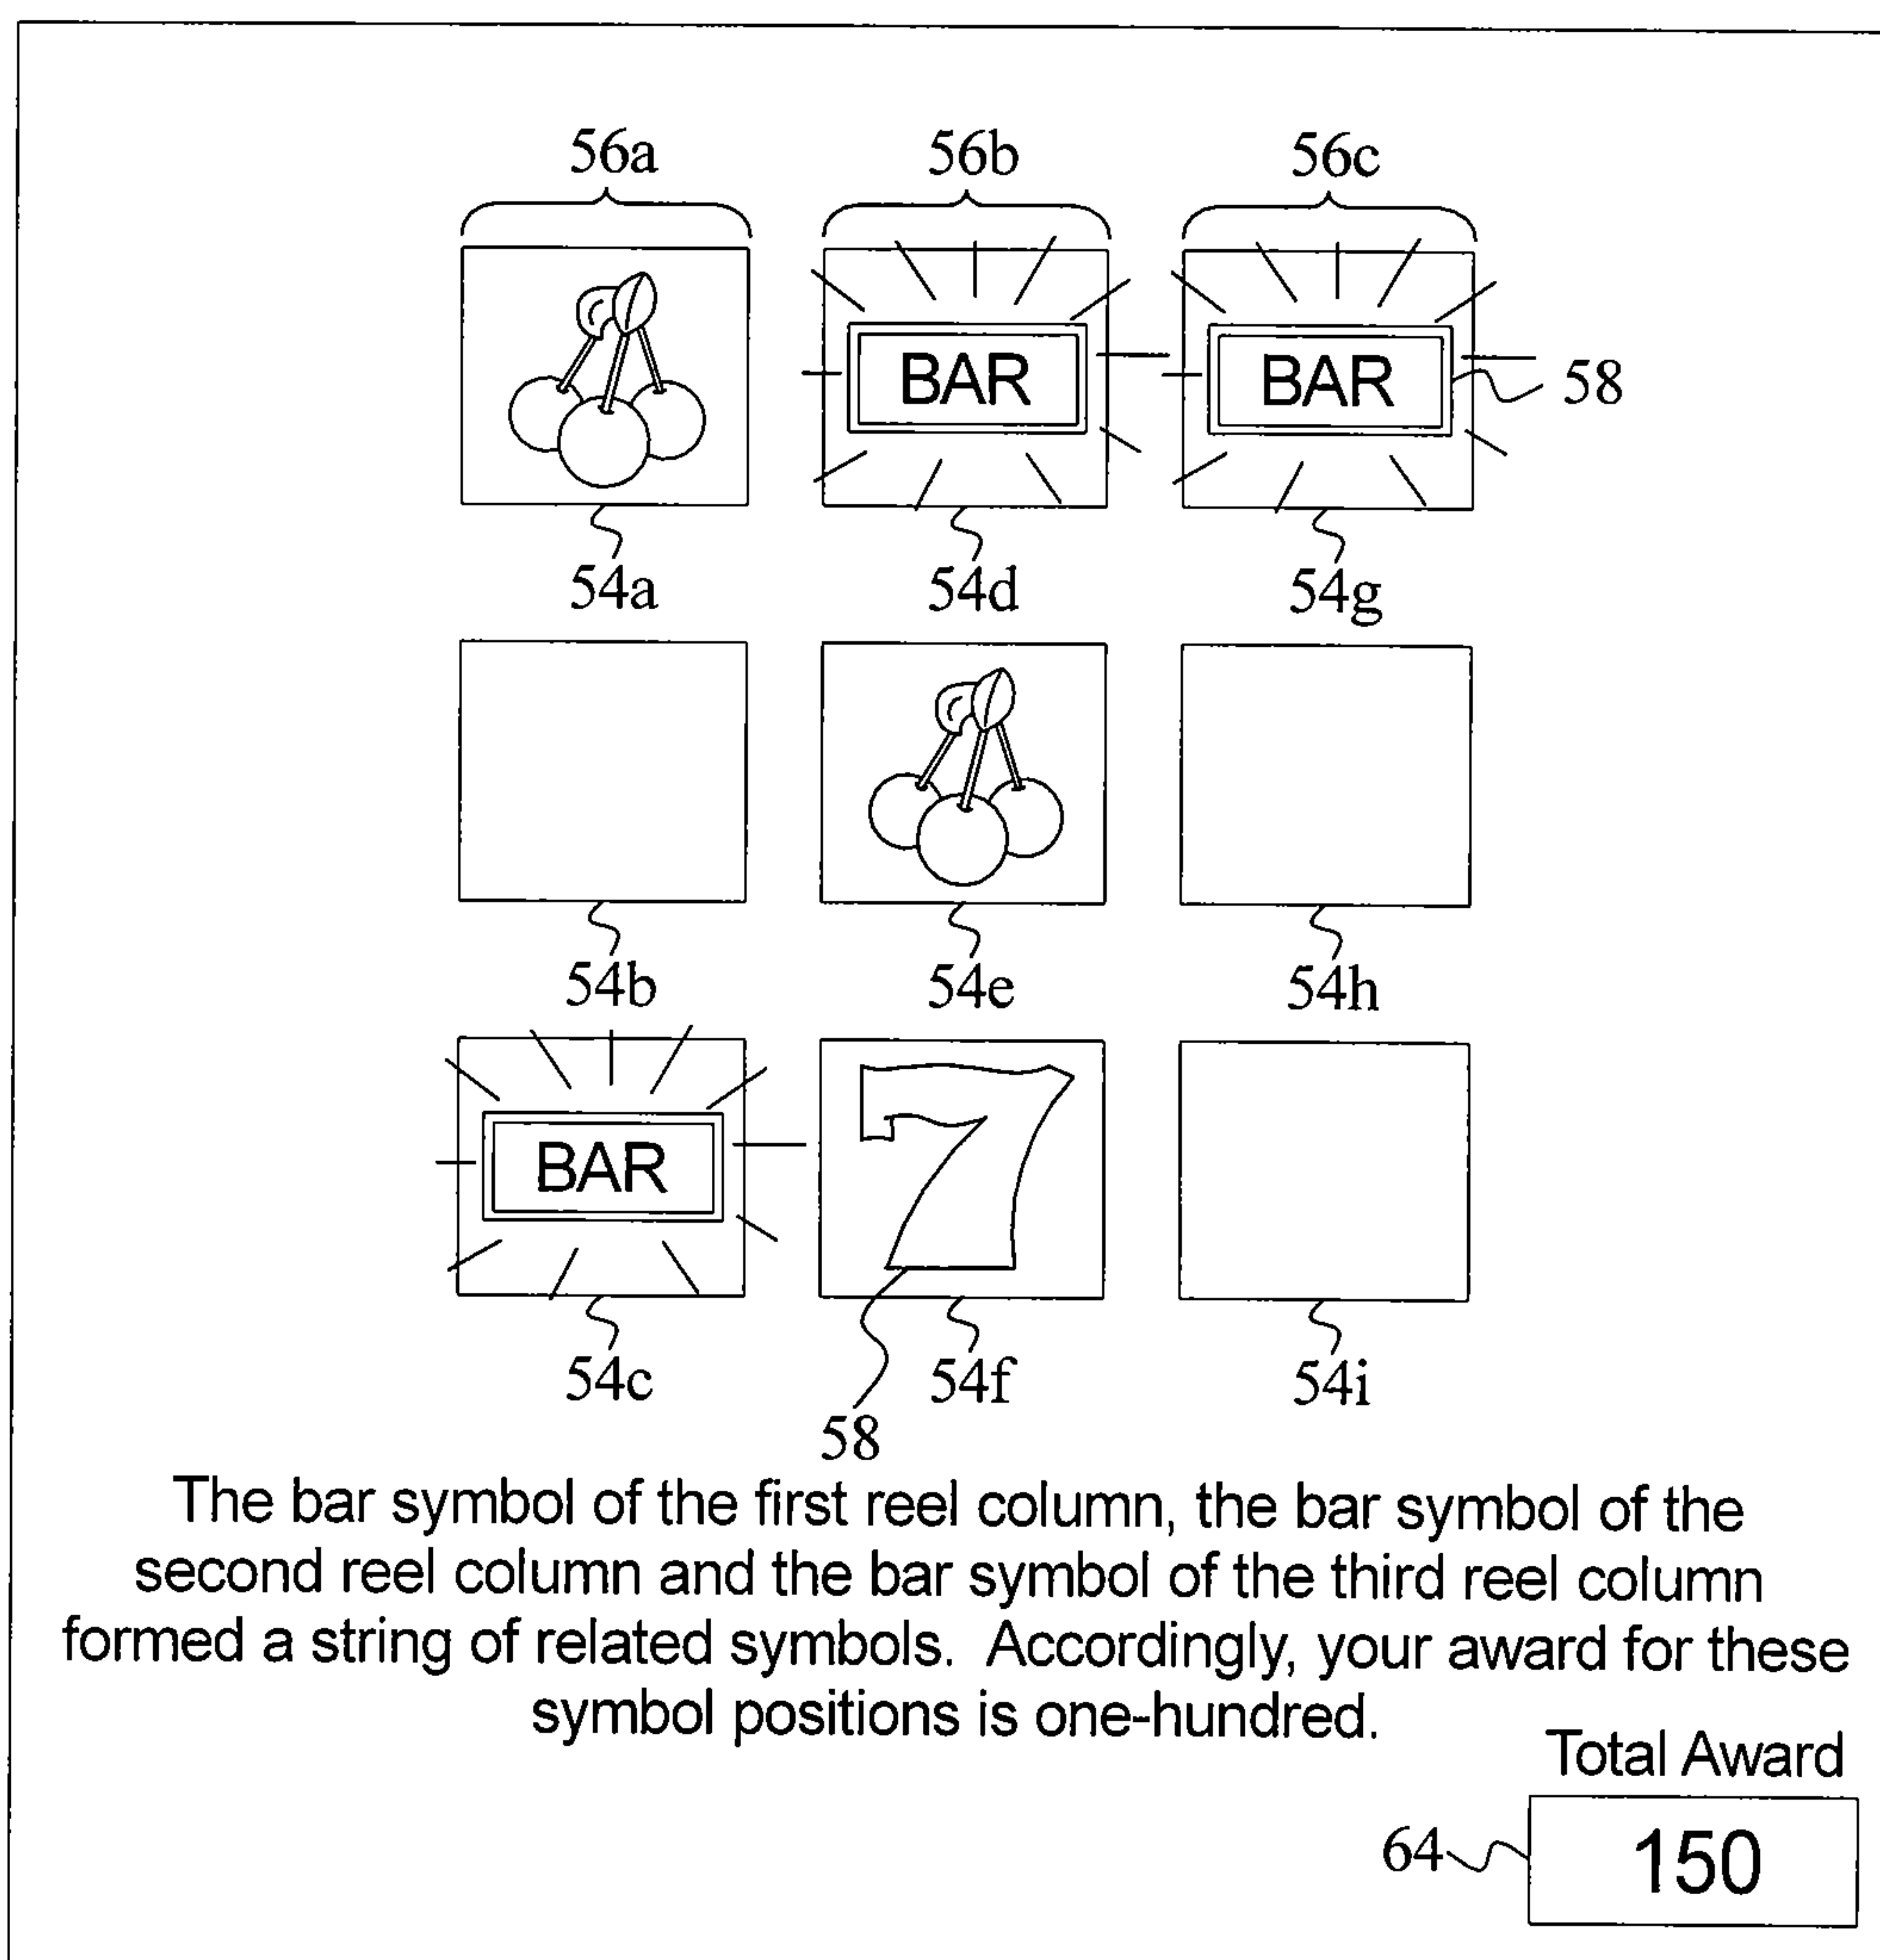 56a 56b 56c
BAR BAR 58
54a 54d 54g
54b 54e 54h
BAR 7
54c 54f 54i
58
The bar symbol of the first reel column, the bar symbol of the
second reel column and the bar symbol of the third reel column
formed a string of related symbols.  Accordingly, your award for these
symbol positions is one-hundred.
Total Award
64 150